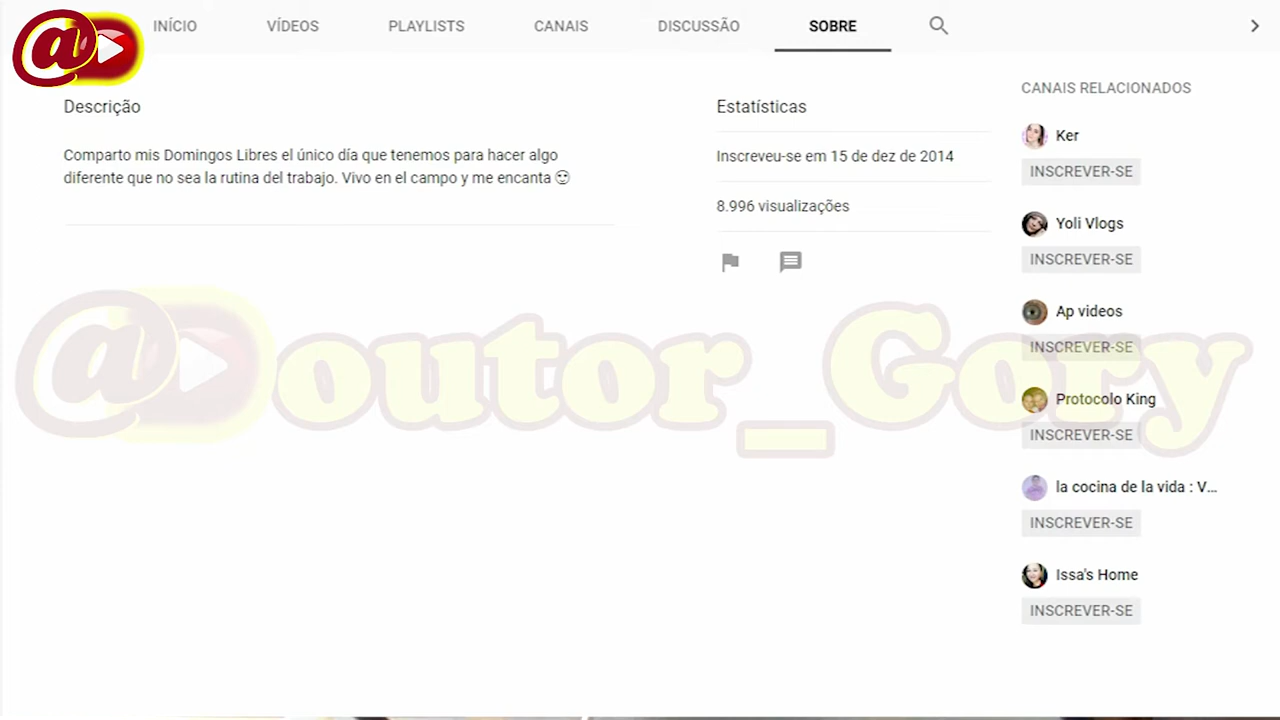 INÍCIO VÍDEOS PLAYLISTS CANAIS DISCUSSÃO SOBRE
Descrição
Comparto mis Domingos Libres el único día que tenemos para hacer algo
diferente que no sea la rutina del trabajo. Vivo en el campo y me encanta 🙂
Estatísticas
Inscreveu-se em 15 de dez de 2014
8.996 visualizações
CANAIS RELACIONADOS
Ker
INSCREVER-SE
Yoli Vlogs
INSCREVER-SE
Ap videos
INSCREVER-SE
Protocolo King
INSCREVER-SE
la cocina de la vida : V...
INSCREVER-SE
Issa's Home
INSCREVER-SE
@Doutor_Gory
@